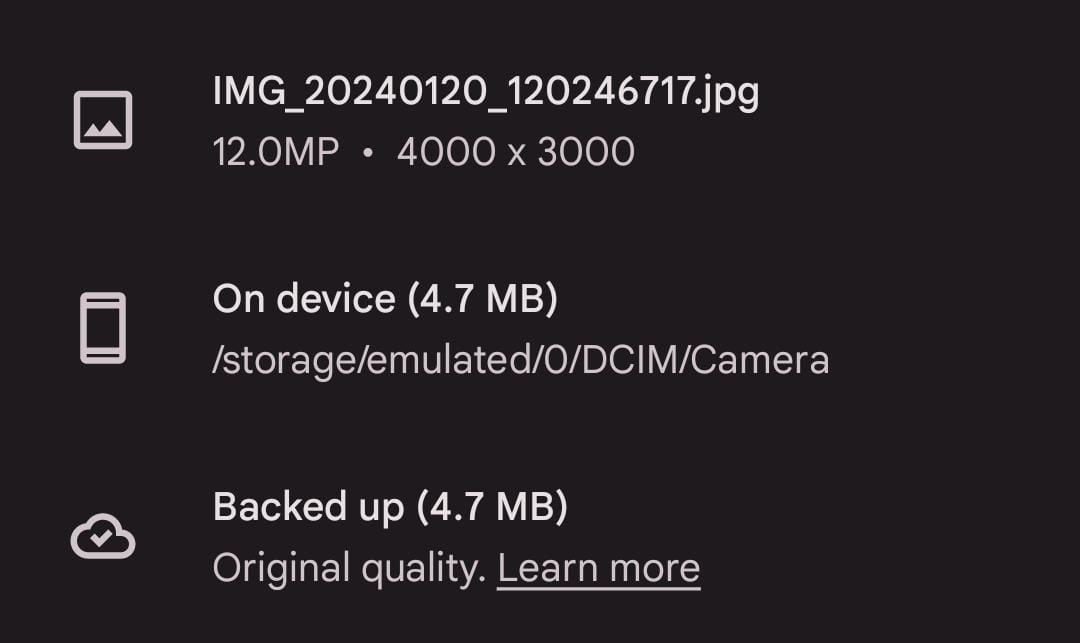 IMG_20240120_120246717.jpg
12.0MP • 4000 x 3000
On device (4.7 MB)
/storage/emulated/0/DCIM/Camera
Backed up (4.7 MB)
Original quality. Learn more